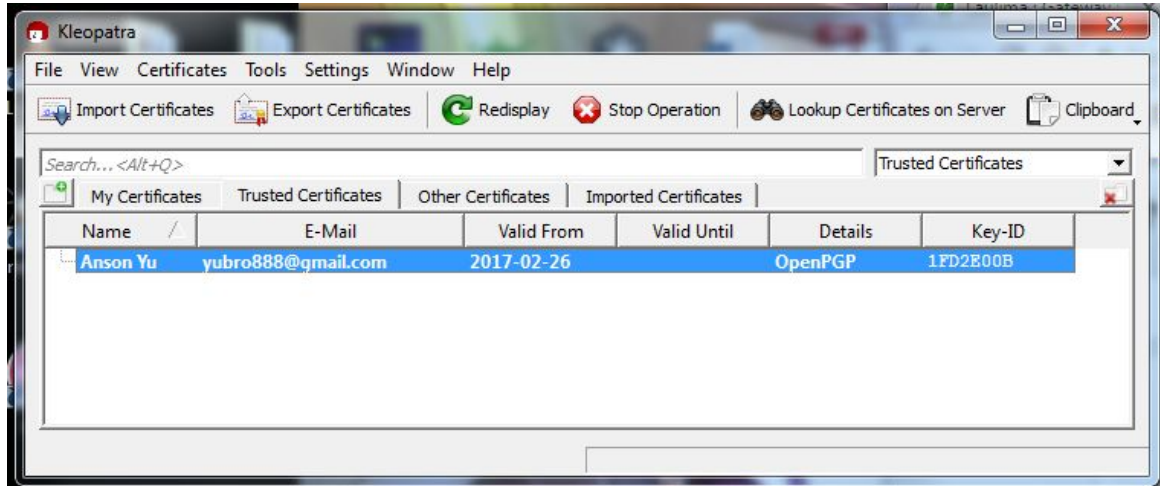 Kleopatra
File View Certificates Tools Settings Window Help
Import Certificates Export Certificates Redisplay Stop Operation Lookup Certificates on Server Clipboard
Search...<Alt+Q> Trusted Certificates
My Certificates Trusted Certificates Other Certificates Imported Certificates
Name E-Mail Valid From Valid Until Details Key-ID
Anson Yu yubro888@gmail.com 2017-02-26 OpenPGP 1FD2E00B